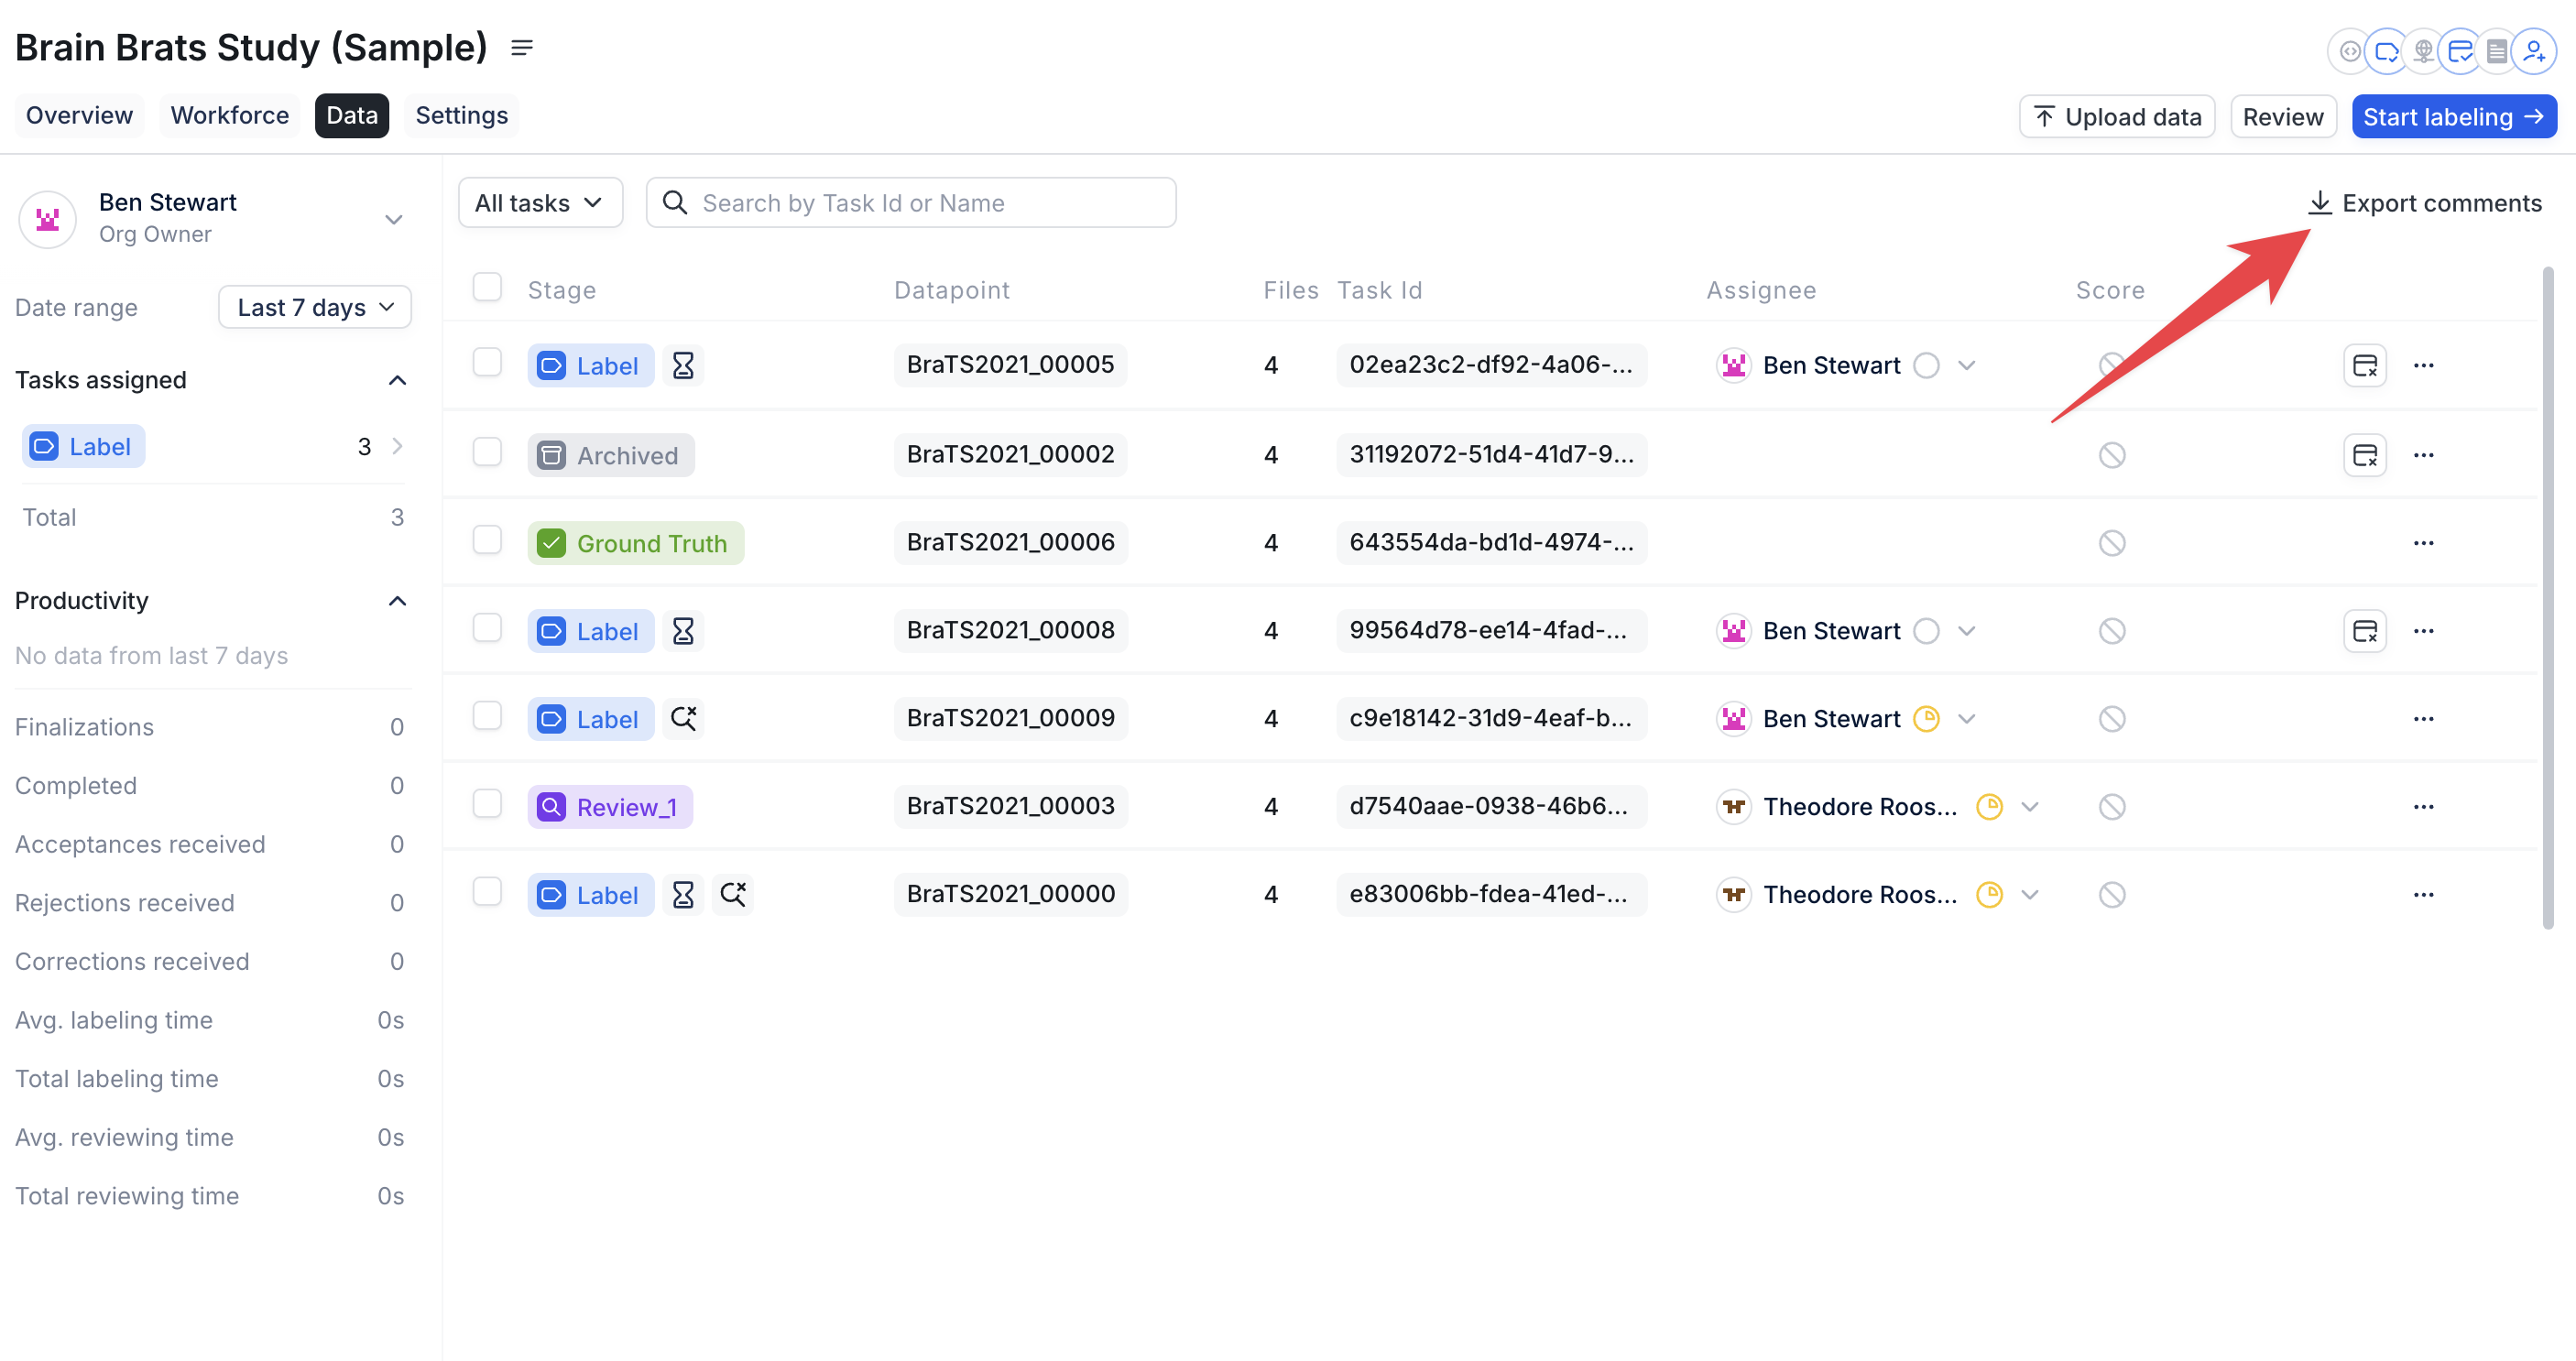 Brain Brats Study (Sample)
Overview Workforce Data Settings
Upload data Review Start labeling
Ben Stewart
Org Owner
Date range Last 7 days
Tasks assigned
Label 3
Total 3
Productivity
No data from last 7 days
Finalizations 0
Completed 0
Acceptances received 0
Rejections received 0
Corrections received 0
Avg. labeling time 0s
Total labeling time 0s
Avg. reviewing time 0s
Total reviewing time 0s
All tasks Search by Task Id or Name Export comments
Stage Datapoint Files Task Id Assignee Score
Label BraTS2021_00005 4 02ea23c2-df92-4a06-... Ben Stewart
Archived BraTS2021_00002 4 31192072-51d4-41d7-9...
Ground Truth BraTS2021_00006 4 643554da-bd1d-4974-...
Label BraTS2021_00008 4 99564d78-ee14-4fad-... Ben Stewart
Label BraTS2021_00009 4 c9e18142-31d9-4eaf-b... Ben Stewart
Review_1 BraTS2021_00003 4 d7540aae-0938-46b6... Theodore Roos...
Label BraTS2021_00000 4 e83006bb-fdea-41ed-... Theodore Roos...